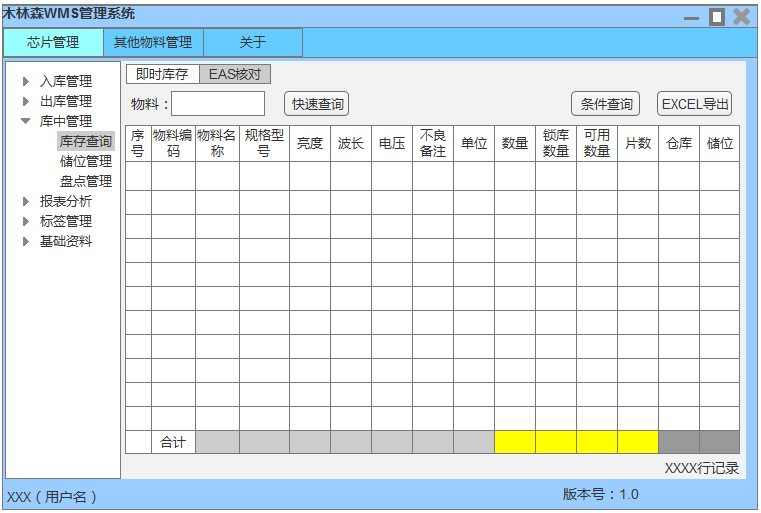 木林森WMS管理系统
芯片管理 其他物料管理 关于
入库管理
出库管理
库中管理
库存查询
储位管理
盘点管理
报表分析
标签管理
基础资料
即时库存 EAS核对
物料： 快速查询 条件查询 EXCEL导出
序号 物料编码 物料名称 规格型号 亮度 波长 电压 不良备注 单位 数量 锁库数量 可用数量 片数 仓库 储位
合计
XXXX行记录
XXX（用户名） 版本号：1.0